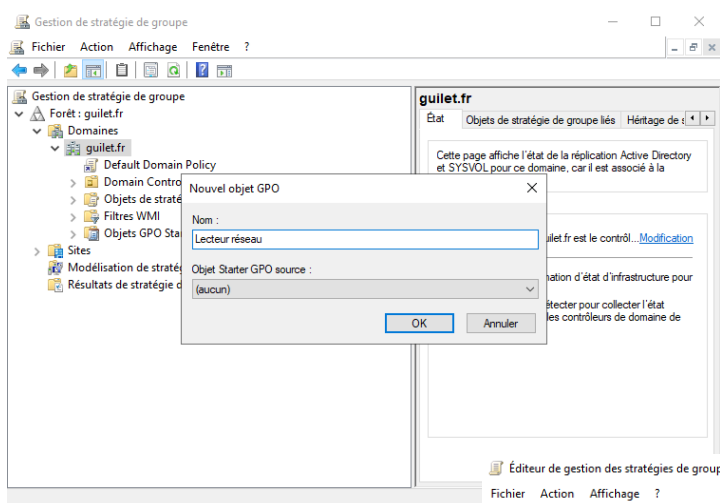 Gestion de stratégie de groupe
Fichier Action Affichage Fenêtre ?
Gestion de stratégie de groupe
Forêt : guilet.fr
Domaines
guilet.fr
Default Domain Policy
Domain Contro
Objets de straté
Filtres WMI
Objets GPO Sta
Sites
Modélisation de straté
Résultats de stratégie d
Nouvel objet GPO
Nom :
Lecteur réseau
Objet Starter GPO source :
(aucun)
OK Annuler
guilet.fr
État Objets de stratégie de groupe liés Héritage de s
Cette page affiche l'état de la réplication Active Directory
et SYSVOL pour ce domaine, car il est associé à la
uilet.fr est le contrôl...Modification
nation d'état d'infrastructure pour
étecter pour collecter l'état
les contrôleurs de domaine de
Éditeur de gestion des stratégies de group
Fichier Action Affichage ?